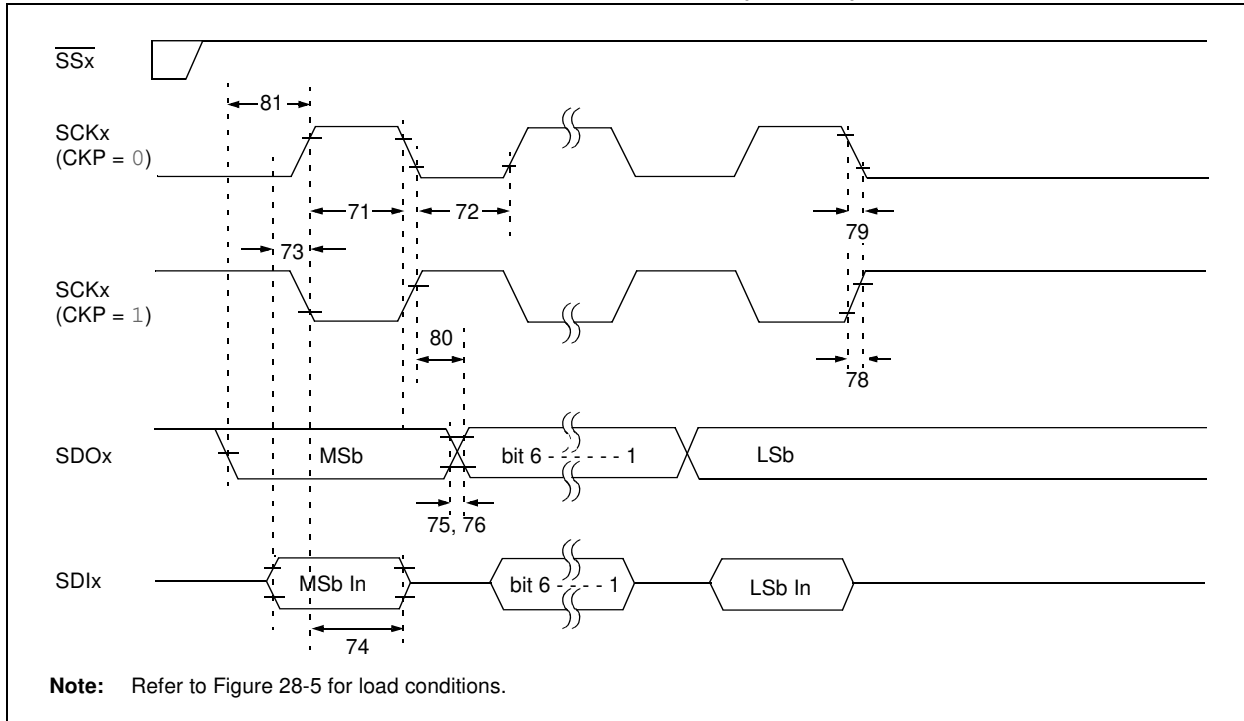 SSx
81
SCKx
(CKP = 0)
71
72
79
73
SCKx
(CKP = 1)
80
78
SDOx
MSb
bit 6 - - - - - - 1
LSb
75, 76
SDIx
MSb In
bit 6 - - - - 1
LSb In
74
Note: Refer to Figure 28-5 for load conditions.